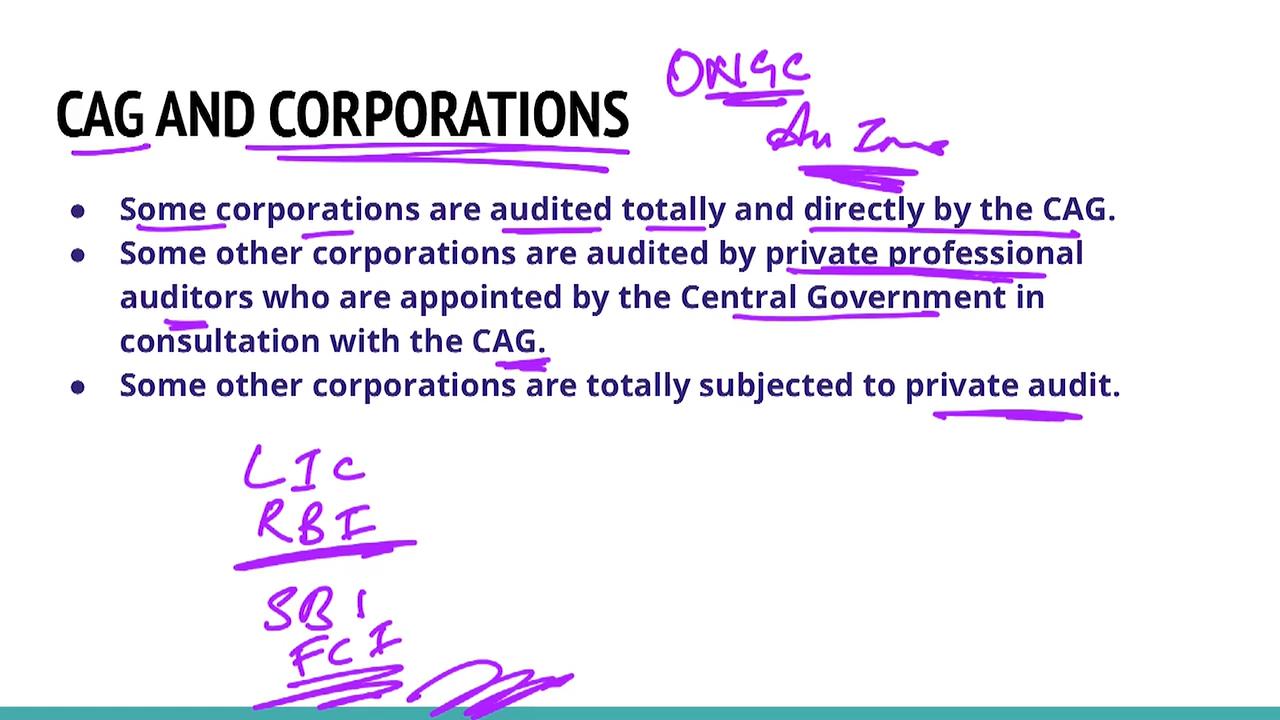 ONGC
CAG AND CORPORATIONS
● Some corporations are audited totally and directly by the CAG.
● Some other corporations are audited by private professional
auditors who are appointed by the Central Government in
consultation with the CAG.
● Some other corporations are totally subjected to private audit.
LIC
RBI
SBI
FCI